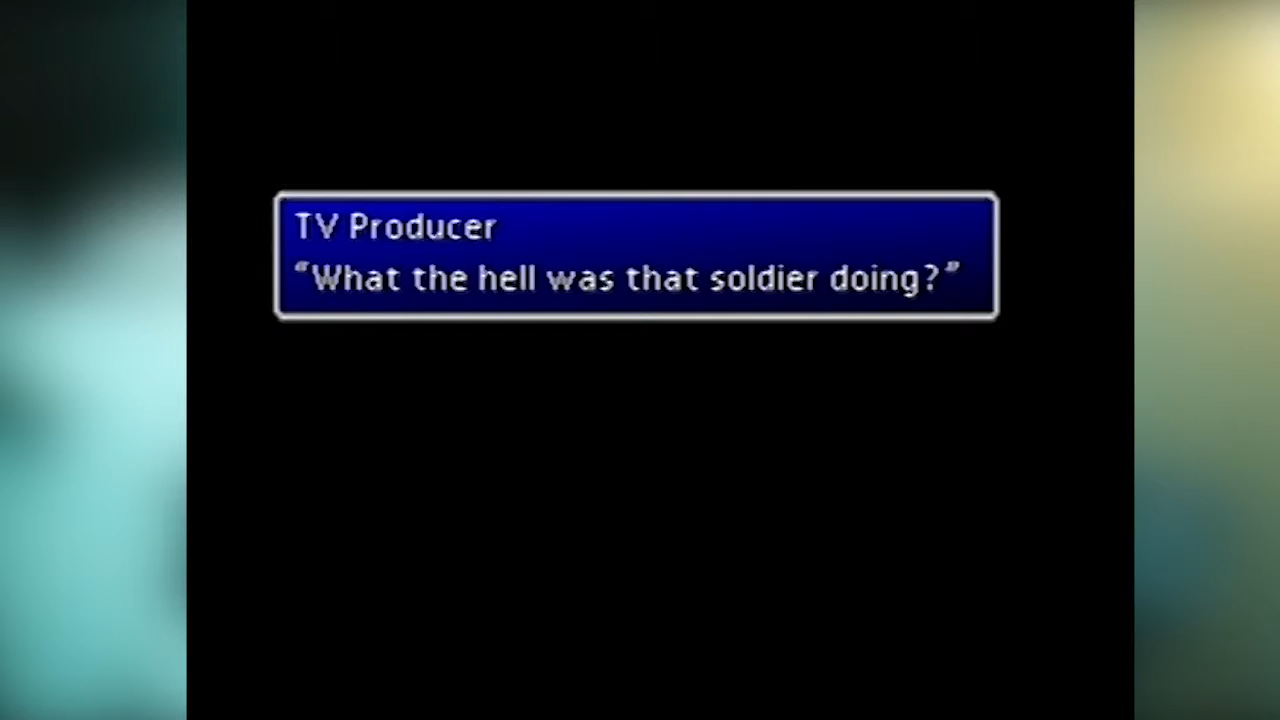 TV Producer
“What the hell was that soldier doing?”